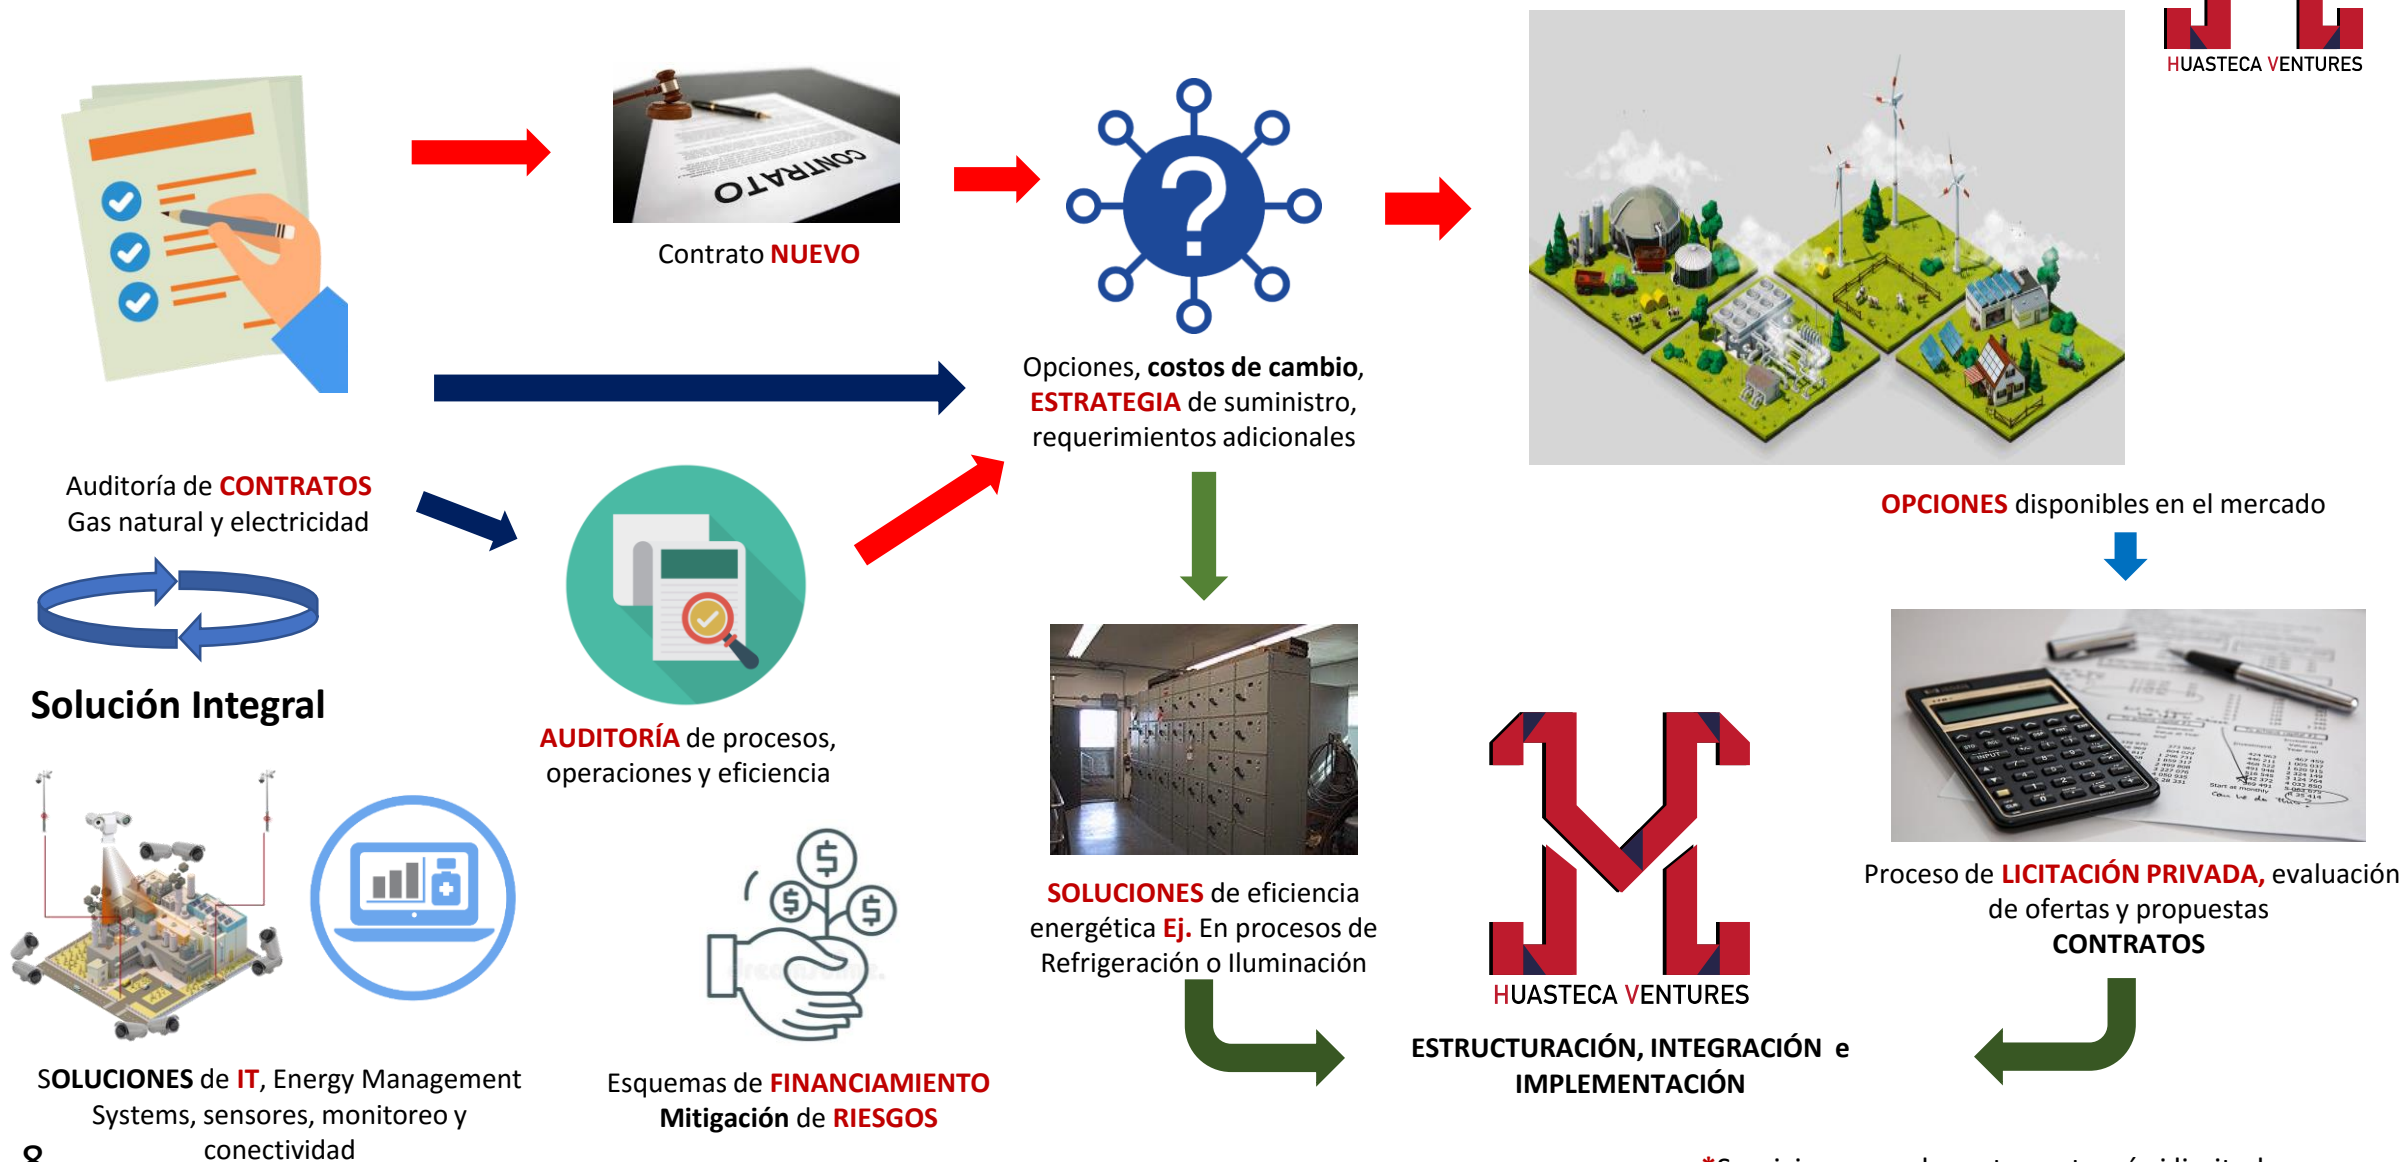 HUASTECA VENTURES
CONTRATO
Contrato NUEVO
?
Opciones, costos de cambio,
ESTRATEGIA de suministro,
requerimientos adicionales
Auditoría de CONTRATOS
Gas natural y electricidad
OPCIONES disponibles en el mercado
Solución Integral
AUDITORÍA de procesos,
operaciones y eficiencia
SOLUCIONES de eficiencia
energética Ej. En procesos de
Refrigeración o Iluminación
Proceso de LICITACIÓN PRIVADA, evaluación
de ofertas y propuestas
CONTRATOS
HUASTECA VENTURES
ESTRUCTURACIÓN, INTEGRACIÓN e
IMPLEMENTACIÓN
SOLUCIONES de IT, Energy Management
Systems, sensores, monitoreo y
conectividad
$
$ $
Esquemas de FINANCIAMIENTO
Mitigación de RIESGOS
8